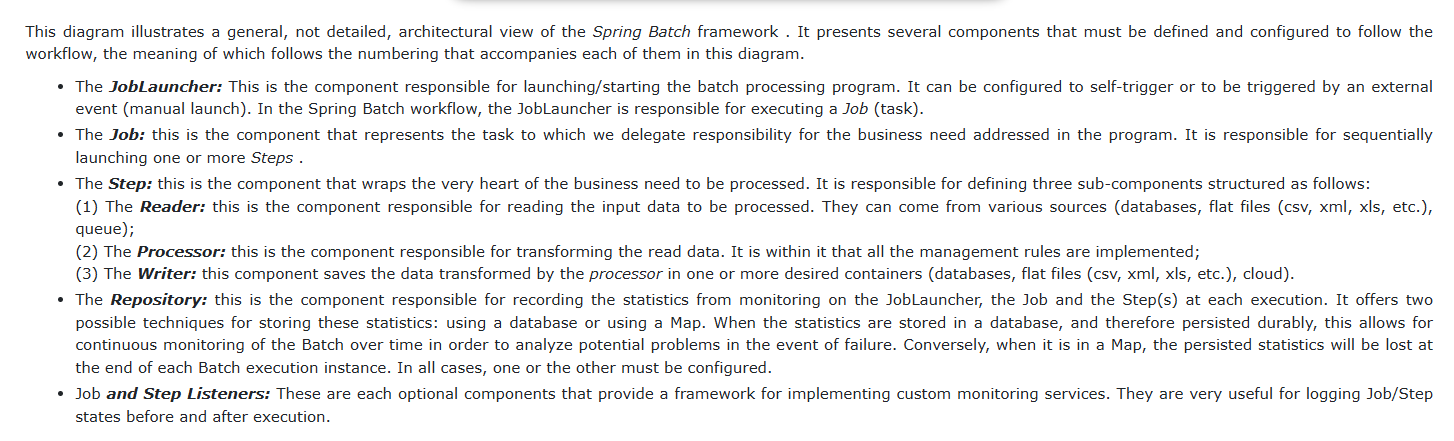 This diagram illustrates a general, not detailed, architectural view of the Spring Batch framework . It presents several components that must be defined and configured to follow the
workflow, the meaning of which follows the numbering that accompanies each of them in this diagram.
• The JobLauncher: This is the component responsible for launching/starting the batch processing program. It can be configured to self-trigger or to be triggered by an external
event (manual launch). In the Spring Batch workflow, the JobLauncher is responsible for executing a Job (task).
• The Job: this is the component that represents the task to which we delegate responsibility for the business need addressed in the program. It is responsible for sequentially
launching one or more Steps .
• The Step: this is the component that wraps the very heart of the business need to be processed. It is responsible for defining three sub-components structured as follows:
(1) The Reader: this is the component responsible for reading the input data to be processed. They can come from various sources (databases, flat files (csv, xml, xls, etc.),
queue);
(2) The Processor: this is the component responsible for transforming the read data. It is within it that all the management rules are implemented;
(3) The Writer: this component saves the data transformed by the processor in one or more desired containers (databases, flat files (csv, xml, xls, etc.), cloud).
• The Repository: this is the component responsible for recording the statistics from monitoring on the JobLauncher, the Job and the Step(s) at each execution. It offers two
possible techniques for storing these statistics: using a database or using a Map. When the statistics are stored in a database, and therefore persisted durably, this allows for
continuous monitoring of the Batch over time in order to analyze potential problems in the event of failure. Conversely, when it is in a Map, the persisted statistics will be lost at
the end of each Batch execution instance. In all cases, one or the other must be configured.
• Job and Step Listeners: These are each optional components that provide a framework for implementing custom monitoring services. They are very useful for logging Job/Step
states before and after execution.